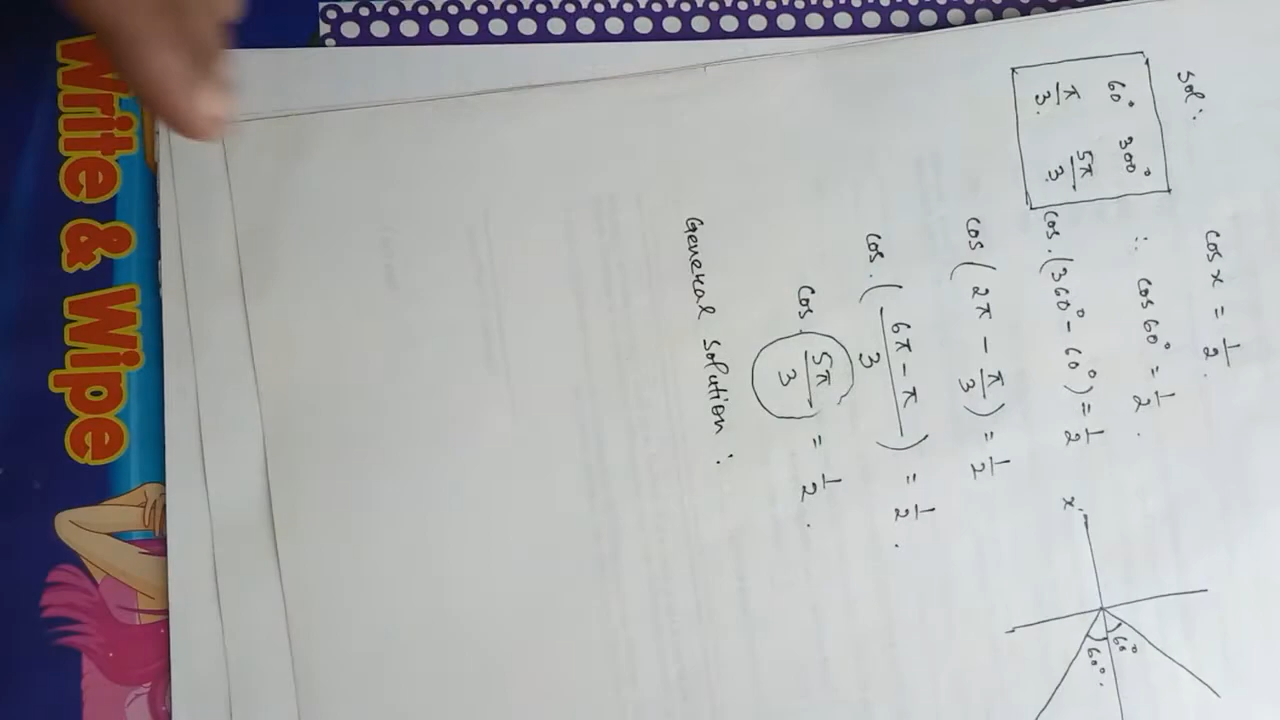 Sol:
cos x = 1/2.
∴ cos 60° = 1/2.
60° 300°
π/3. 5π/3
cos.(360° - 60°) = 1/2
cos(2π - π/3) = 1/2
cos.(6π - π/3) = 1/2.
cos. 5π/3 = 1/2.
General solution :
x'
60°
60°.
Write & Wipe